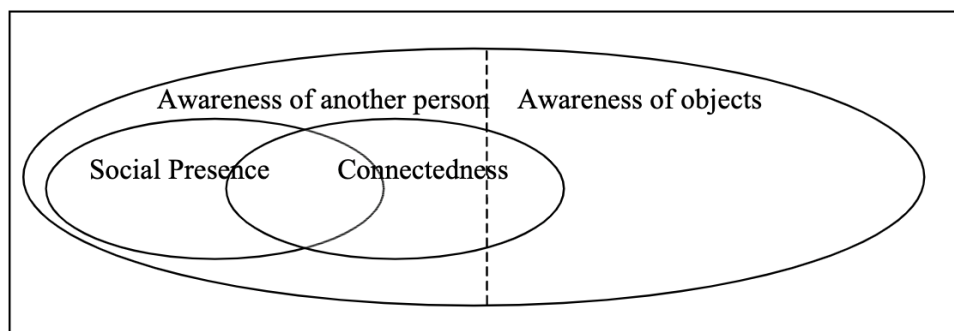 Awareness of another person
Awareness of objects
Social Presence
Connectedness